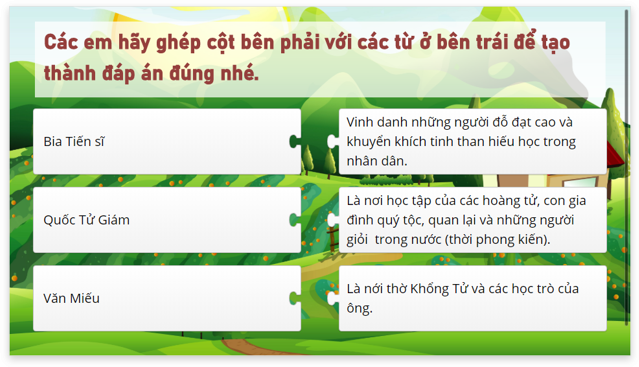 Các em hãy ghép cột bên phải với các từ ở bên trái để tạo
thành đáp án đúng nhé.
Bia Tiến sĩ
Vinh danh những người đỗ đạt cao và
khuyển khích tinh than hiếu học trong
nhân dân.
Quốc Tử Giám
Là nơi học tập của các hoàng tử, con gia
đình quý tộc, quan lại và những người
giỏi trong nước (thời phong kiến).
Văn Miếu
Là nới thờ Khổng Tử và các học trò của
ông.